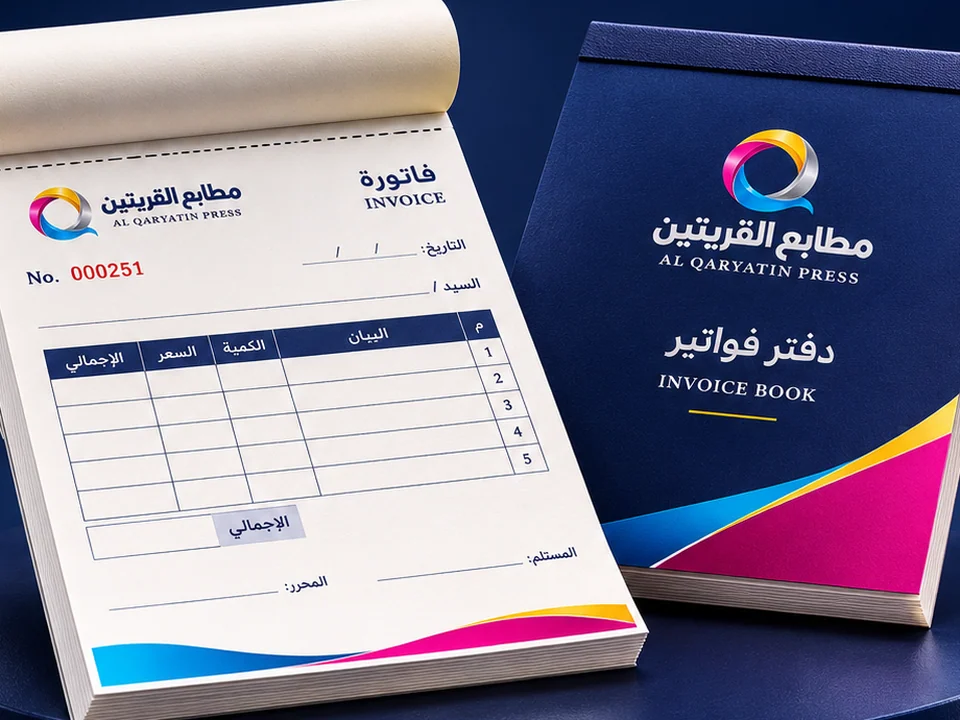 مطابع القريتين
AL QARYATIN PRESS
فاتورة
INVOICE
No. 000251
التاريخ: / /
السيد /
م البيان الكمية السعر الإجمالي
1
2
3
4
5
الإجمالي
المستلم:
المحرر:
مطابع القريتين
AL QARYATIN PRESS
دفتر فواتير
INVOICE BOOK